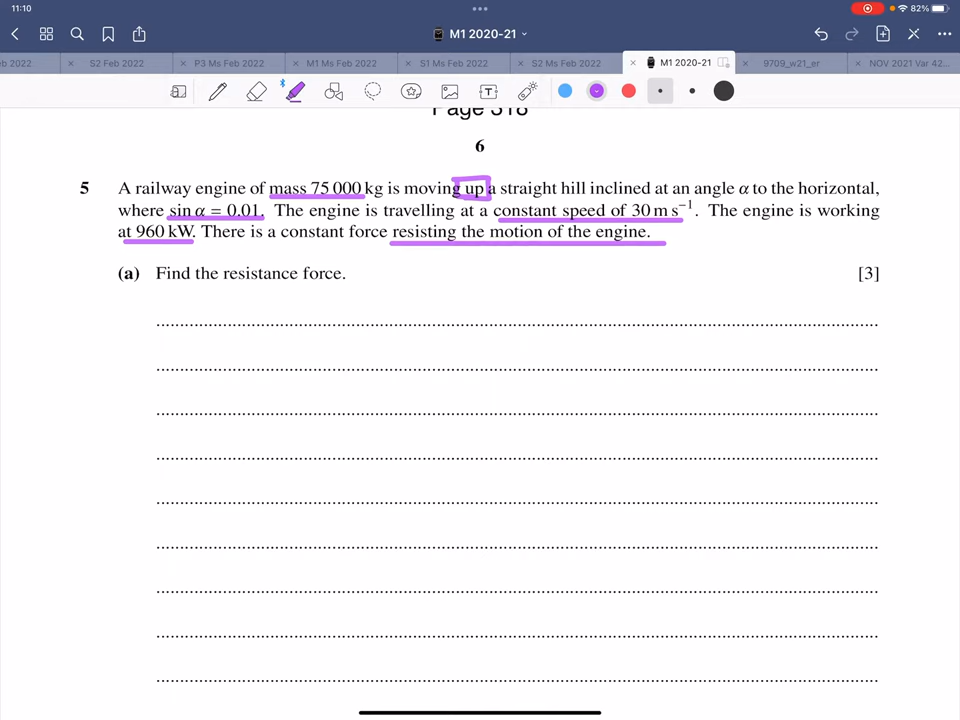 11:10
82%
M1 2020-21
eb 2022
S2 Feb 2022
P3 Ms Feb 2022
M1 Ms Feb 2022
S1 Ms Feb 2022
S2 Ms Feb 2022
M1 2020-21
9709_w21_er
NOV 2021 Var 42...
T
Page 318
6
5 A railway engine of mass 75 000 kg is moving up a straight hill inclined at an angle α to the horizontal,
where sin α = 0.01. The engine is travelling at a constant speed of 30 m s⁻¹. The engine is working
at 960 kW. There is a constant force resisting the motion of the engine.
(a) Find the resistance force. [3]